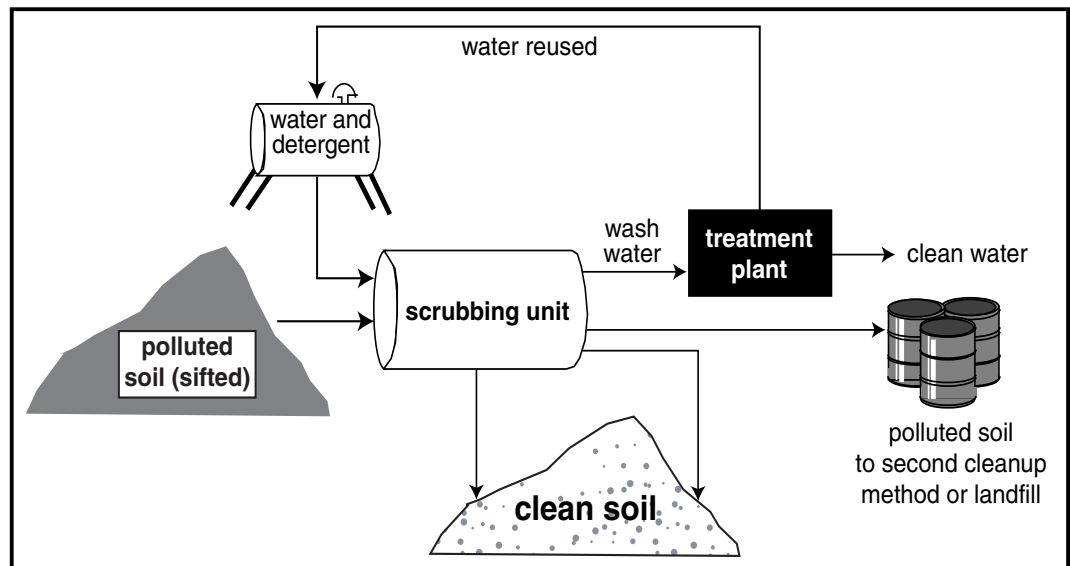 water reused
water and
detergent
wash
water
treatment
plant
clean water
scrubbing unit
polluted
soil (sifted)
polluted soil
to second cleanup
method or landfill
clean soil